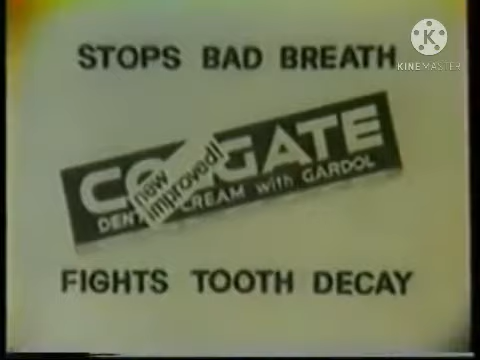 STOPS BAD BREATH
KINEMASTER
COLGATE
new
improved!
DENTAL CREAM with GARDOL
FIGHTS TOOTH DECAY